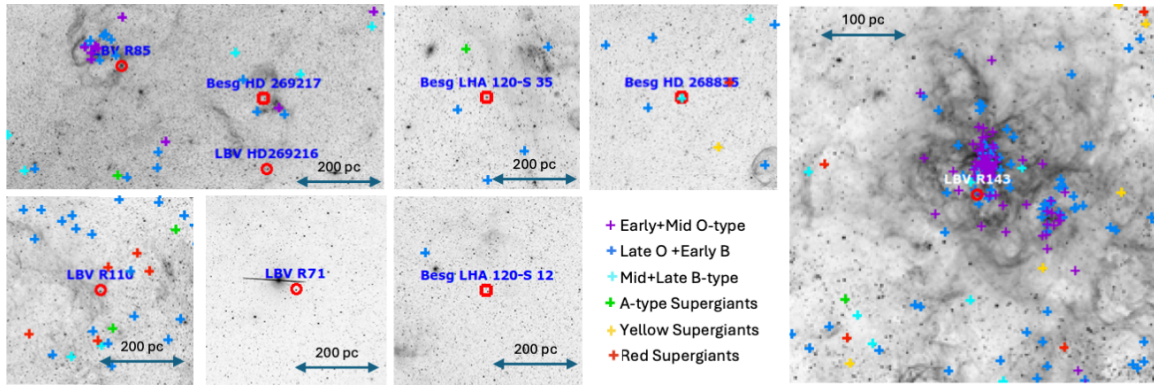 LBV R85
Besg HD 269217
LBV HD269216
200 pc
Besg LHA 120-S 35
200 pc
Besg HD 268835
100 pc
LBV R143
LBV R110
200 pc
LBV R71
200 pc
Besg LHA 120-S 12
200 pc
Early+Mid O-type
Late O +Early B
Mid+Late B-type
A-type Supergiants
Yellow Supergiants
Red Supergiants